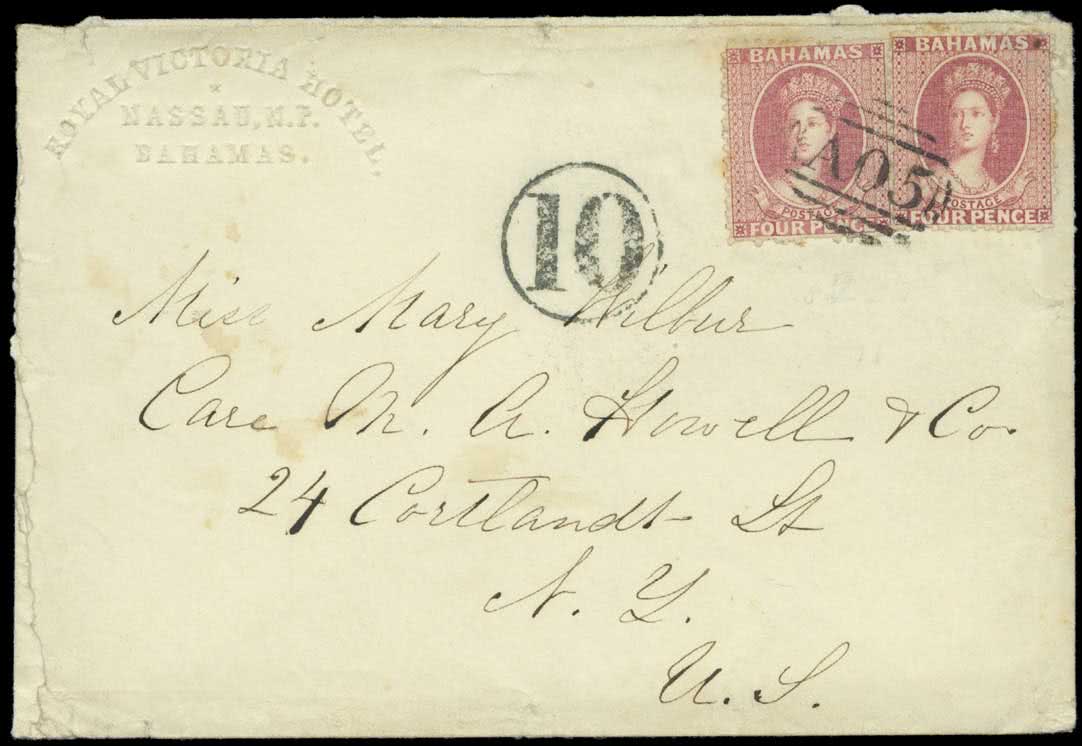 ROYAL VICTORIA HOTEL
NASSAU, N.P.
BAHAMAS.
BAHAMAS
POSTAGE
FOUR PENCE
BAHAMAS
POSTAGE
FOUR PENCE
A05
10
Miss Mary Wilbur
Care M. A. Howell & Co.
24 Cortlandt St
N. Y.
U. S.